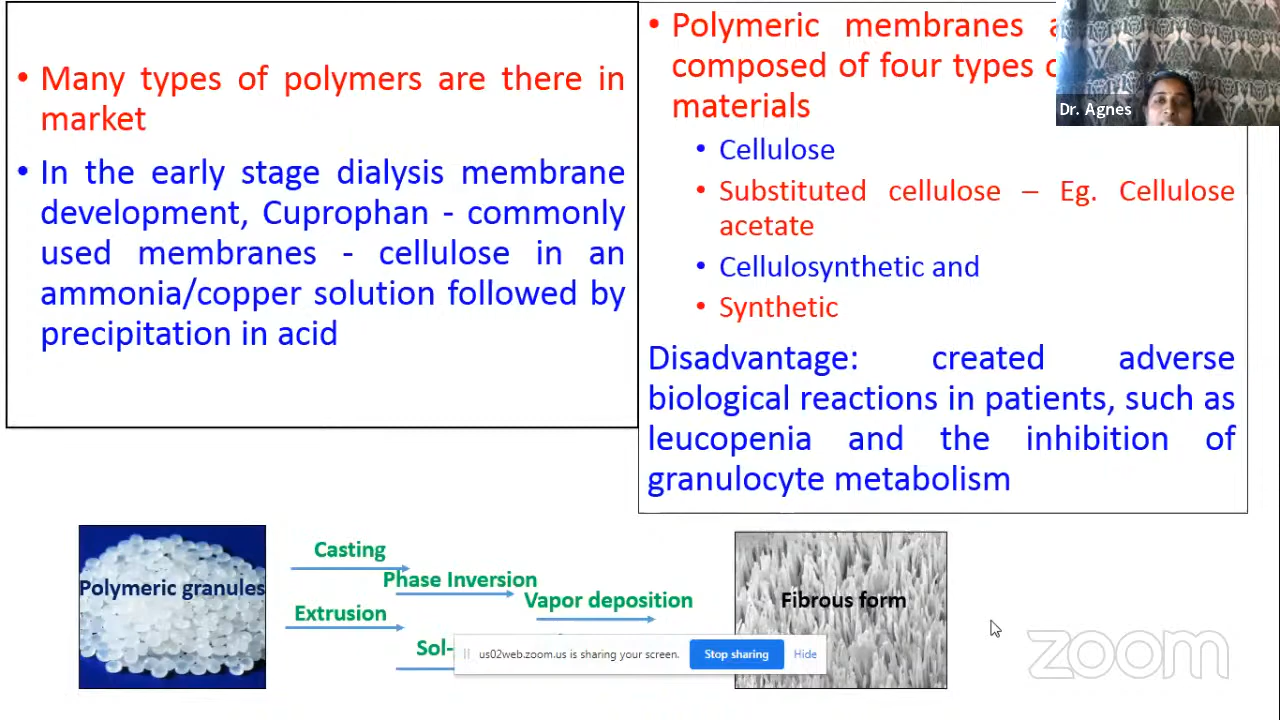 • Many types of polymers are there in
market
• In the early stage dialysis membrane
development, Cuprophan - commonly
used membranes - cellulose in an
ammonia/copper solution followed by
precipitation in acid
• Polymeric membranes
composed of four types
materials
• Cellulose
• Substituted cellulose – Eg. Cellulose
acetate
• Cellulosynthetic and
• Synthetic
Disadvantage: created adverse
biological reactions in patients, such as
leucopenia and the inhibition of
granulocyte metabolism
Dr. Agnes
Polymeric granules
Casting
Phase Inversion
Extrusion
Vapor deposition
Sol-
Fibrous form
us02web.zoom.us is sharing your screen.
Stop sharing
Hide
zoom